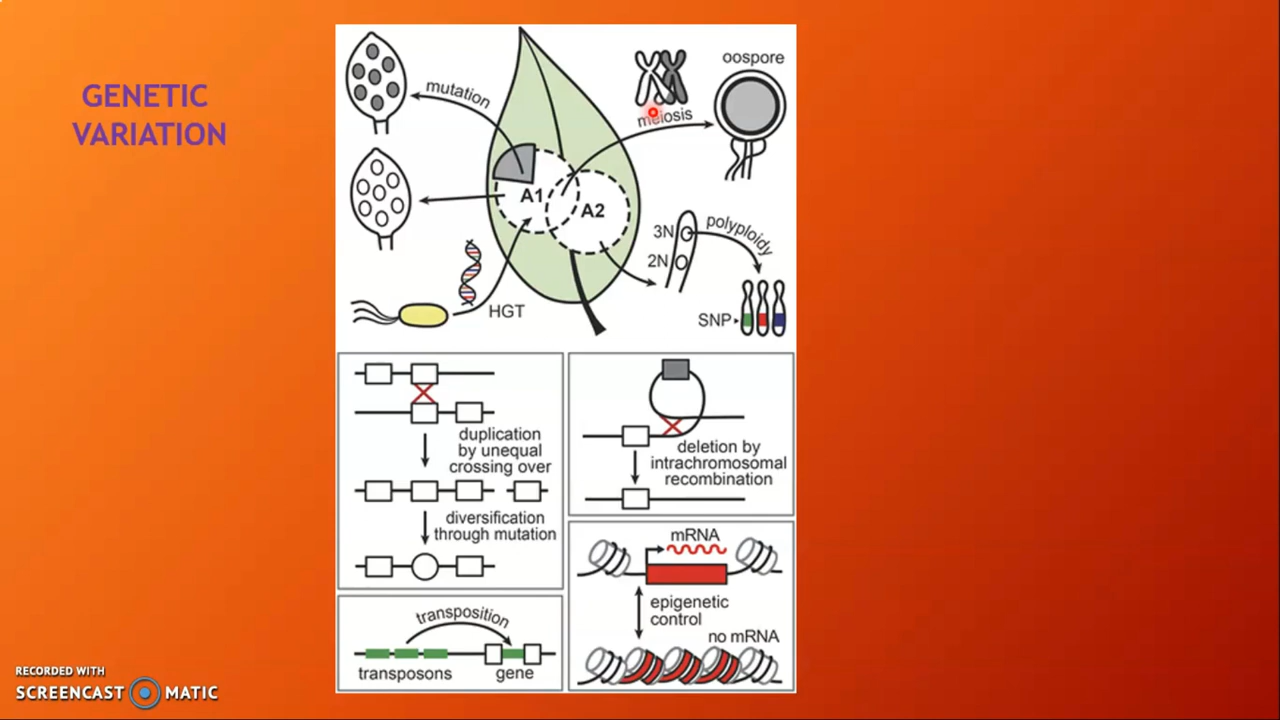 GENETIC
VARIATION
mutation
meiosis
oospore
A1
A2
3N
2N
polyploidy
HGT
SNP
duplication
by unequal
crossing over
diversification
through mutation
deletion by
intrachromosomal
recombination
mRNA
epigenetic
control
no mRNA
transposition
transposons
gene
RECORDED WITH
SCREENCAST MATIC